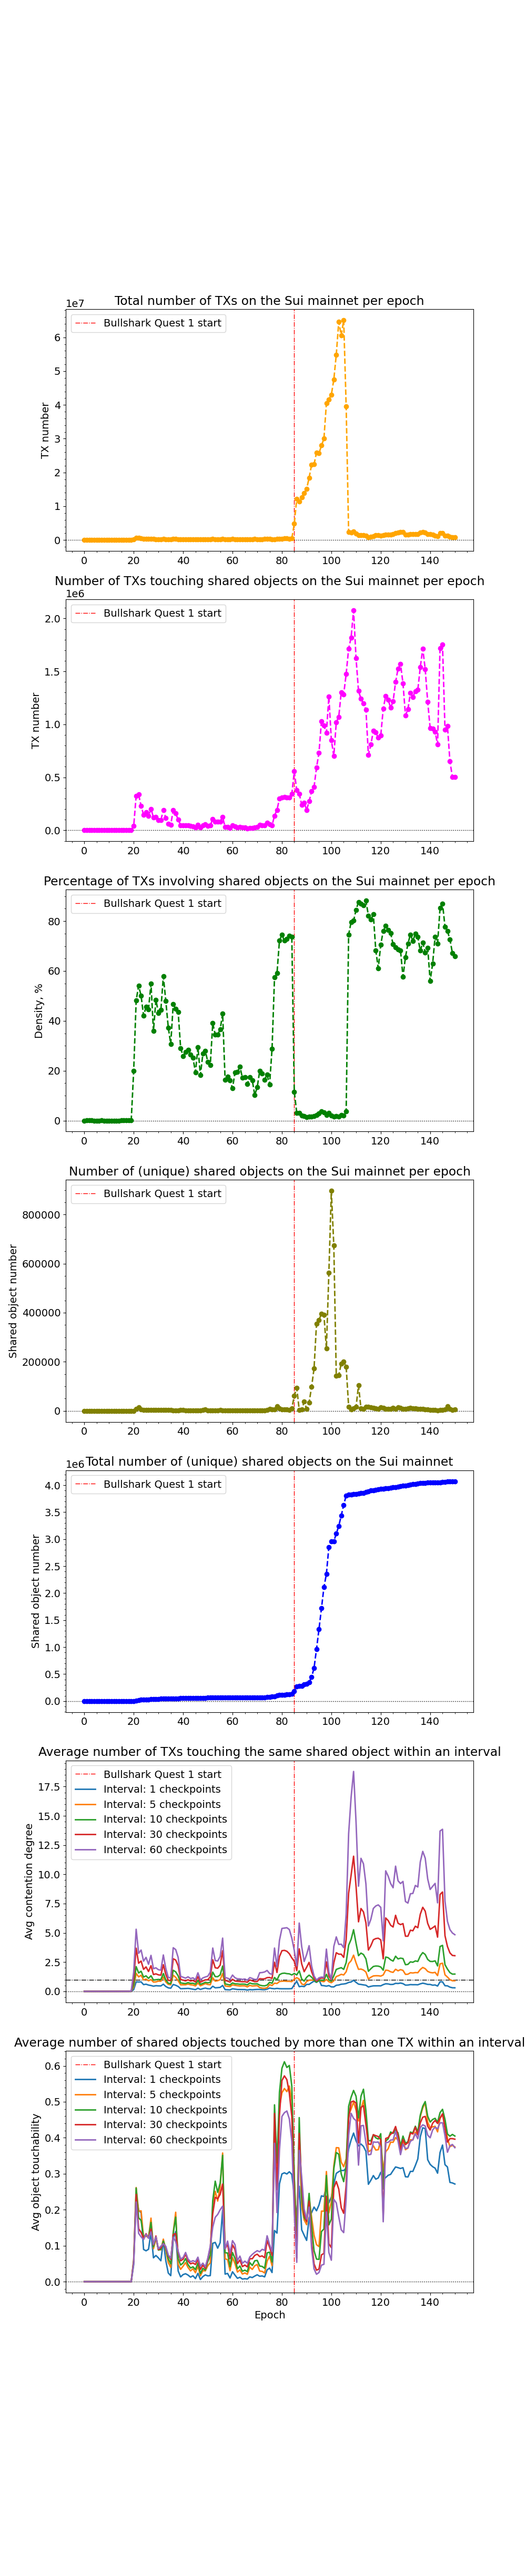 Total number of TXs on the Sui mainnet per epoch
1e7
Bullshark Quest 1 start
6
5
4
3
2
1
0
TX number
0 20 40 60 80 100 120 140
Number of TXs touching shared objects on the Sui mainnet per epoch
1e6
Bullshark Quest 1 start
2.0
1.5
1.0
0.5
0.0
TX number
0 20 40 60 80 100 120 140
Percentage of TXs involving shared objects on the Sui mainnet per epoch
Bullshark Quest 1 start
80
60
40
20
0
Density, %
0 20 40 60 80 100 120 140
Number of (unique) shared objects on the Sui mainnet per epoch
Bullshark Quest 1 start
800000
600000
400000
200000
0
Shared object number
0 20 40 60 80 100 120 140
Total number of (unique) shared objects on the Sui mainnet
1e6
Bullshark Quest 1 start
4.0
3.5
3.0
2.5
2.0
1.5
1.0
0.5
0.0
Shared object number
0 20 40 60 80 100 120 140
Average number of TXs touching the same shared object within an interval
Bullshark Quest 1 start
Interval: 1 checkpoints
Interval: 5 checkpoints
Interval: 10 checkpoints
Interval: 30 checkpoints
Interval: 60 checkpoints
17.5
15.0
12.5
10.0
7.5
5.0
2.5
0.0
Avg contention degree
0 20 40 60 80 100 120 140
Average number of shared objects touched by more than one TX within an interval
Bullshark Quest 1 start
Interval: 1 checkpoints
Interval: 5 checkpoints
Interval: 10 checkpoints
Interval: 30 checkpoints
Interval: 60 checkpoints
0.6
0.5
0.4
0.3
0.2
0.1
0.0
Avg object touchability
0 20 40 60 80 100 120 140
Epoch